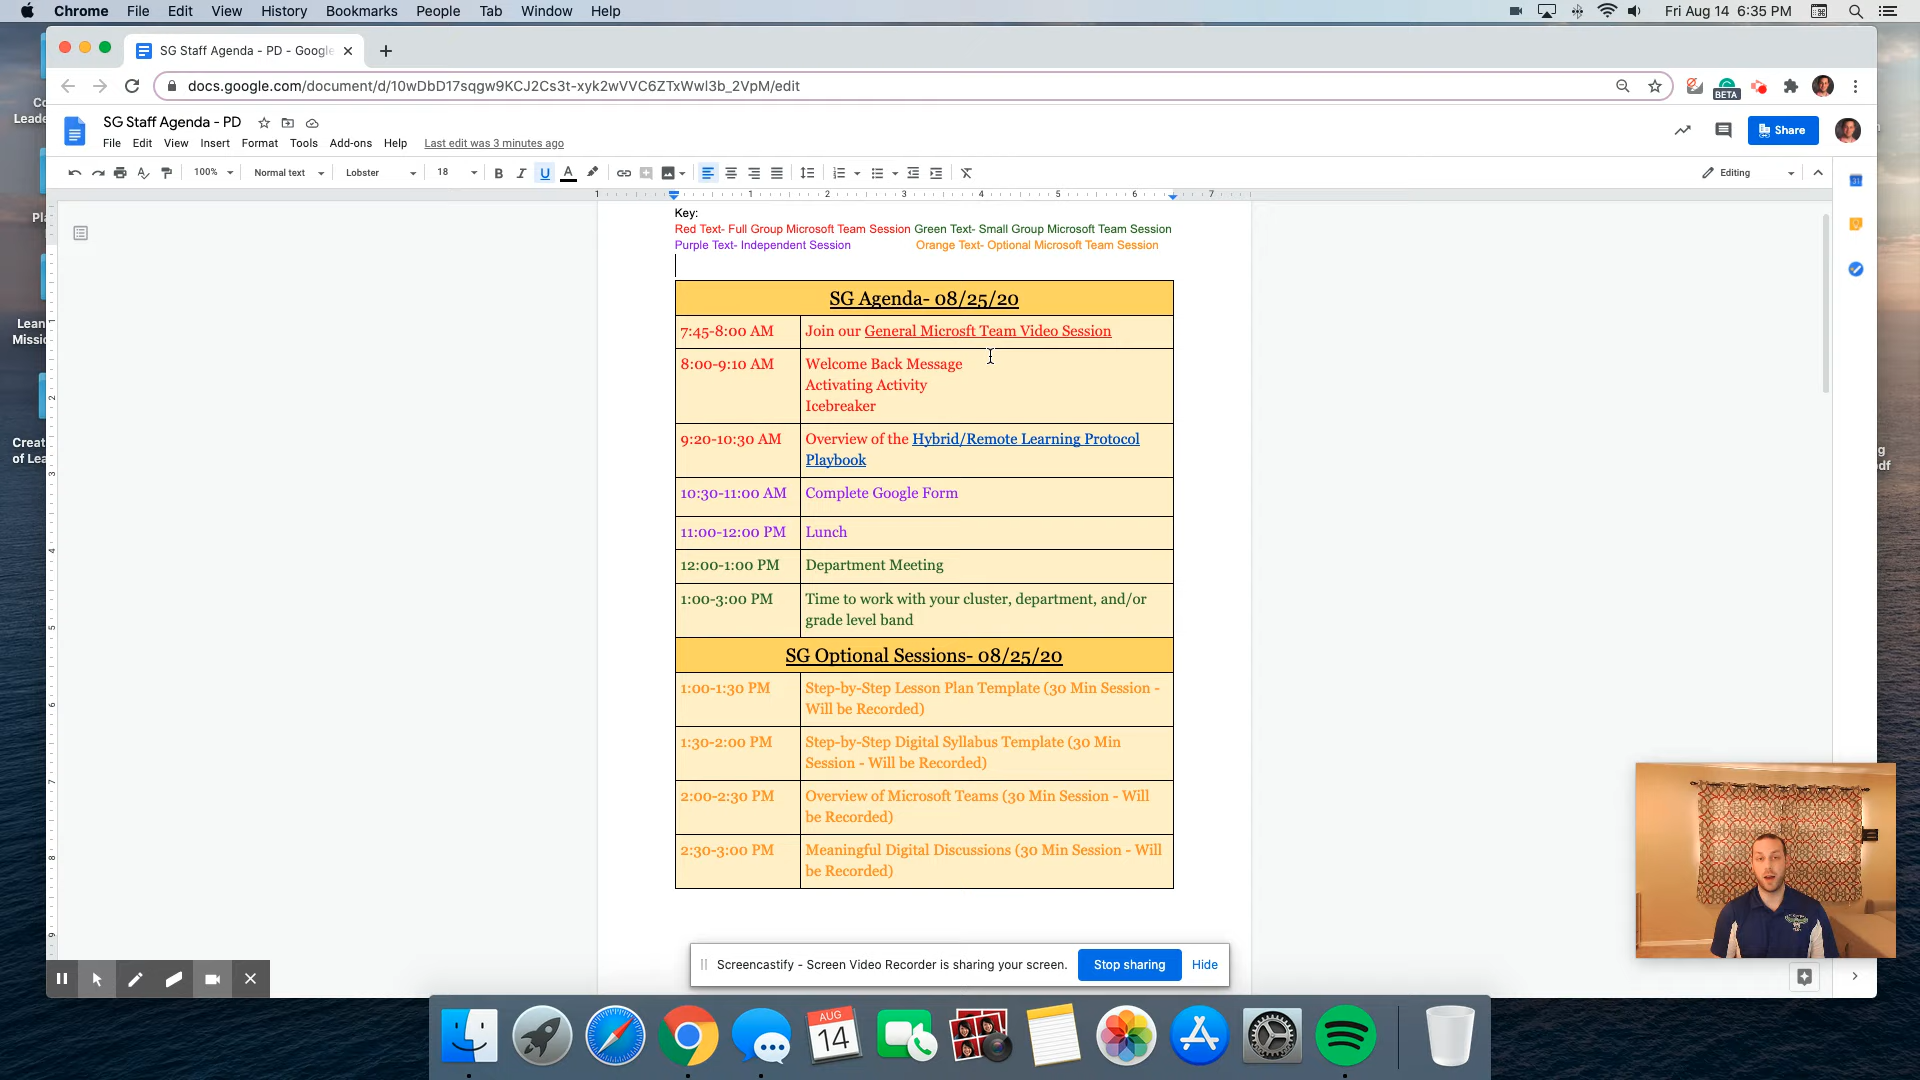 Chrome File Edit View History Bookmarks People Tab Window Help
Fri Aug 14 6:35 PM
SG Staff Agenda - PD - Google
docs.google.com/document/d/10wDbD17sqgw9KCJ2Cs3t-xyk2wVVC6ZTxWwl3b_2VpM/edit
BETA
SG Staff Agenda - PD
File Edit View Insert Format Tools Add-ons Help Last edit was 3 minutes ago
Share
100% Normal text Lobster 18 B I U A Editing
Key:
Red Text- Full Group Microsoft Team Session Green Text- Small Group Microsoft Team Session
Purple Text- Independent Session Orange Text- Optional Microsoft Team Session
SG Agenda- 08/25/20
7:45-8:00 AM Join our General Microsft Team Video Session
8:00-9:10 AM Welcome Back Message
Activating Activity
Icebreaker
9:20-10:30 AM Overview of the Hybrid/Remote Learning Protocol
Playbook
10:30-11:00 AM Complete Google Form
11:00-12:00 PM Lunch
12:00-1:00 PM Department Meeting
1:00-3:00 PM Time to work with your cluster, department, and/or
grade level band
SG Optional Sessions- 08/25/20
1:00-1:30 PM Step-by-Step Lesson Plan Template (30 Min Session -
Will be Recorded)
1:30-2:00 PM Step-by-Step Digital Syllabus Template (30 Min
Session - Will be Recorded)
2:00-2:30 PM Overview of Microsoft Teams (30 Min Session - Will
be Recorded)
2:30-3:00 PM Meaningful Digital Discussions (30 Min Session - Will
be Recorded)
Screencastify - Screen Video Recorder is sharing your screen. Stop sharing Hide
AUG
14